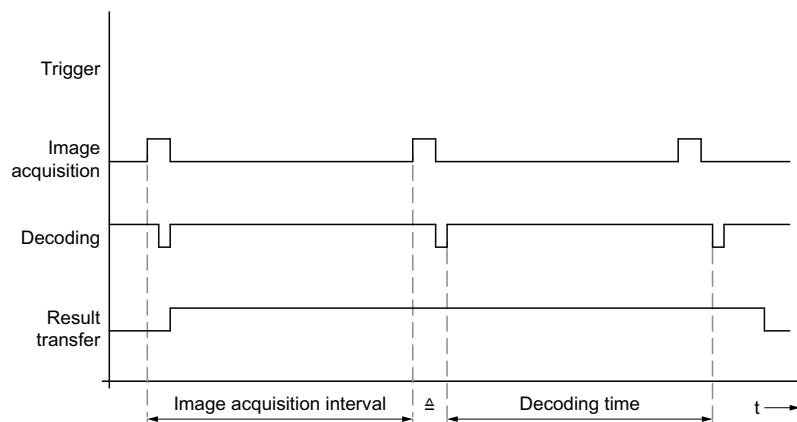 Trigger
Image
acquisition
Decoding
Result
transfer
Image acquisition interval ≙ Decoding time t